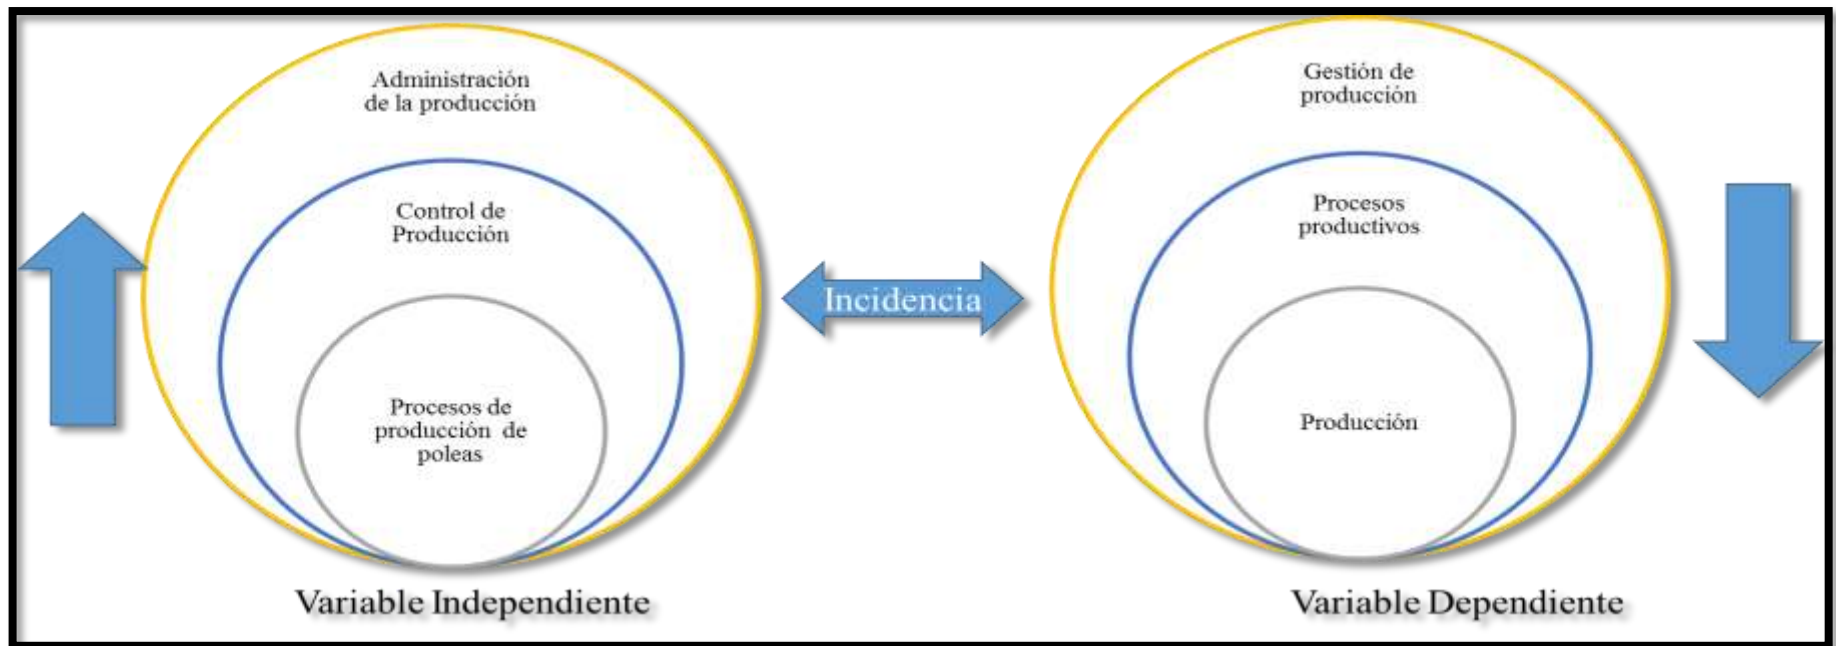 Administración
de la producción
Control de
Producción
Procesos de
producción de
poleas
Variable Independiente
Incidencia
Gestión de
producción
Procesos
productivos
Producción
Variable Dependiente